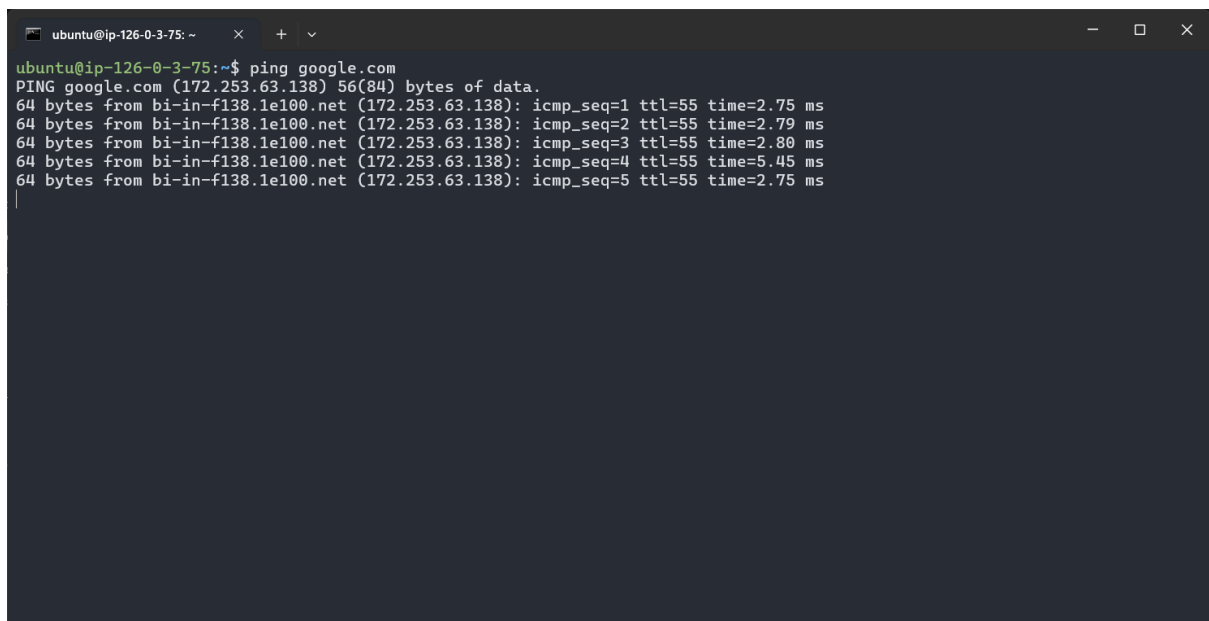 ubuntu@ip-126-0-3-75: ~
ubuntu@ip-126-0-3-75:~$ ping google.com
PING google.com (172.253.63.138) 56(84) bytes of data.
64 bytes from bi-in-f138.1e100.net (172.253.63.138): icmp_seq=1 ttl=55 time=2.75 ms
64 bytes from bi-in-f138.1e100.net (172.253.63.138): icmp_seq=2 ttl=55 time=2.79 ms
64 bytes from bi-in-f138.1e100.net (172.253.63.138): icmp_seq=3 ttl=55 time=2.80 ms
64 bytes from bi-in-f138.1e100.net (172.253.63.138): icmp_seq=4 ttl=55 time=5.45 ms
64 bytes from bi-in-f138.1e100.net (172.253.63.138): icmp_seq=5 ttl=55 time=2.75 ms